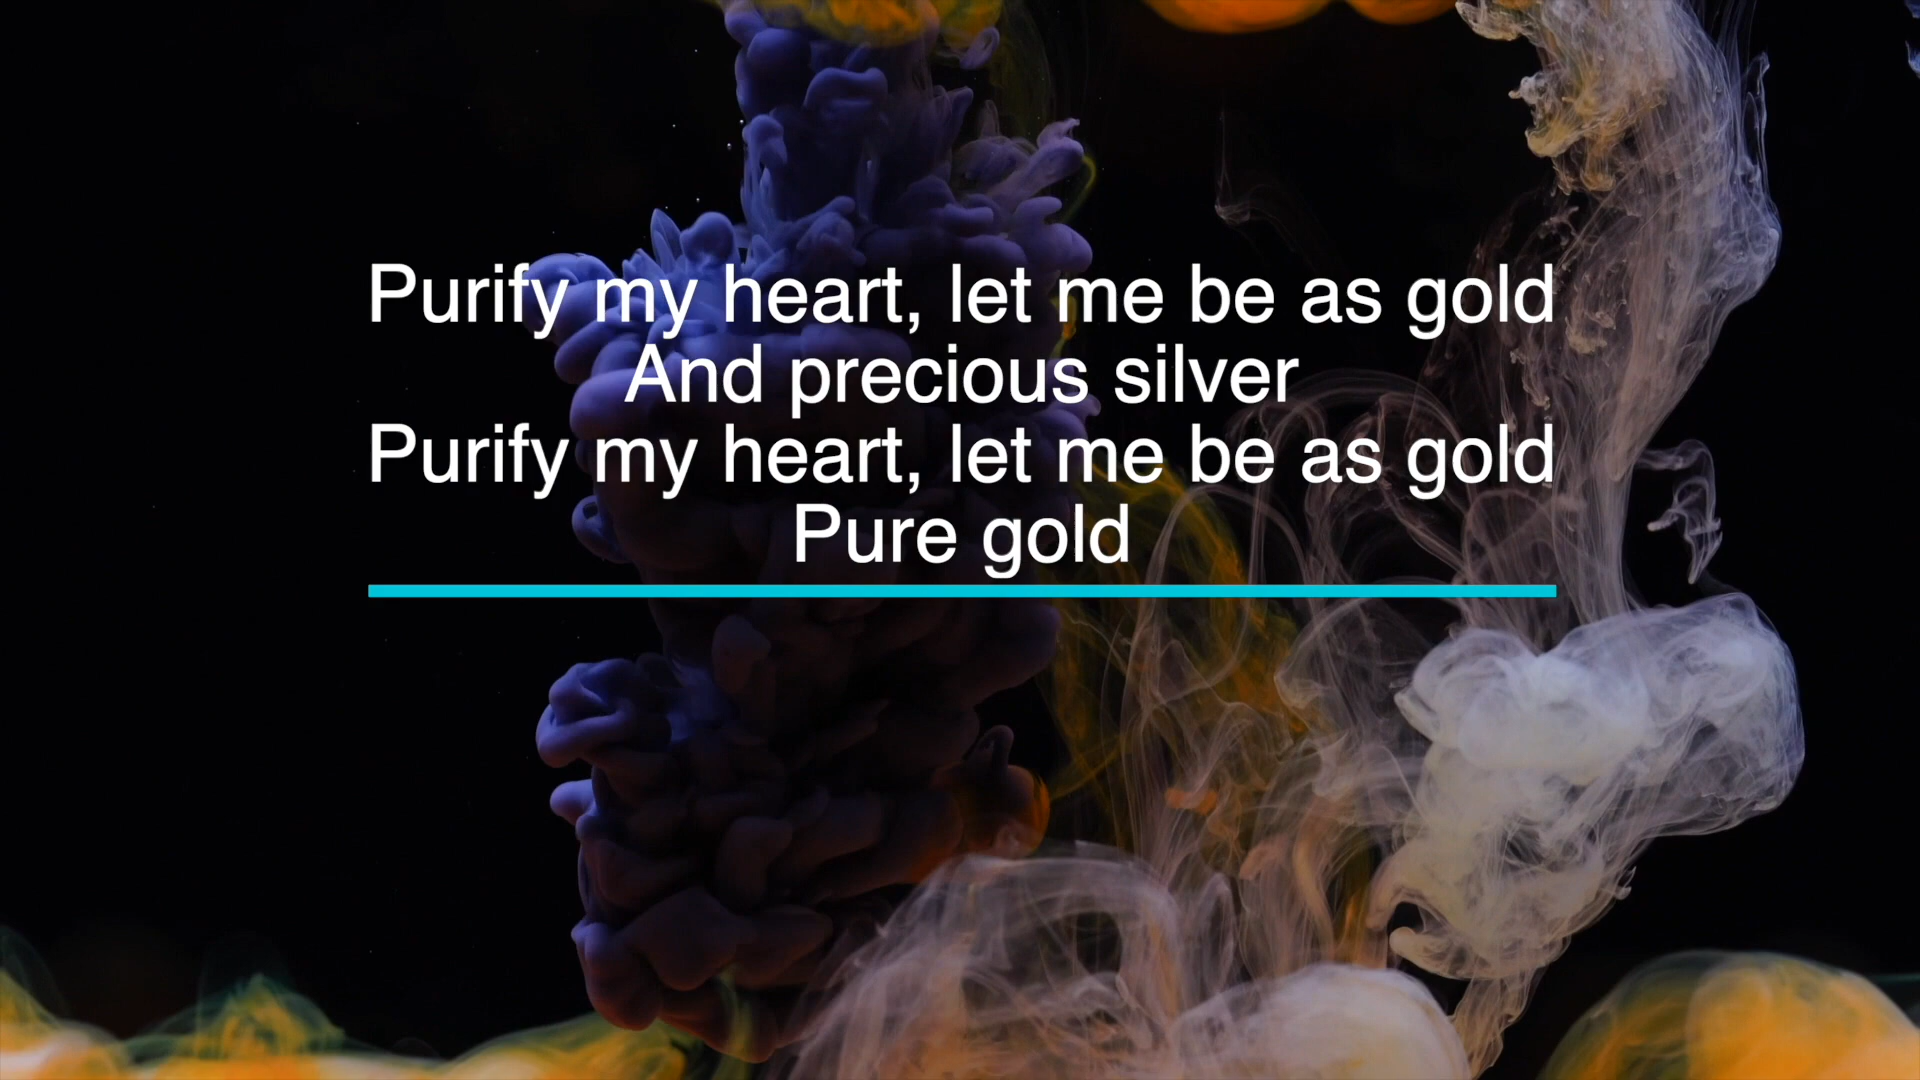 Purify my heart, let me be as gold
And precious silver
Purify my heart, let me be as gold
Pure gold